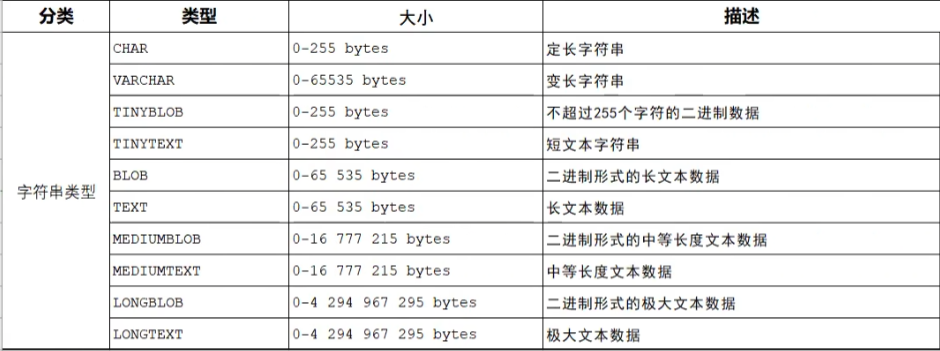 分类 类型 大小 描述
CHAR 0-255 bytes 定长字符串
VARCHAR 0-65535 bytes 变长字符串
TINYBLOB 0-255 bytes 不超过255个字符的二进制数据
TINYTEXT 0-255 bytes 短文本字符串
字符串类型 BLOB 0-65 535 bytes 二进制形式的长文本数据
TEXT 0-65 535 bytes 长文本数据
MEDIUMBLOB 0-16 777 215 bytes 二进制形式的中等长度文本数据
MEDIUMTEXT 0-16 777 215 bytes 中等长度文本数据
LONGBLOB 0-4 294 967 295 bytes 二进制形式的极大文本数据
LONGTEXT 0-4 294 967 295 bytes 极大文本数据